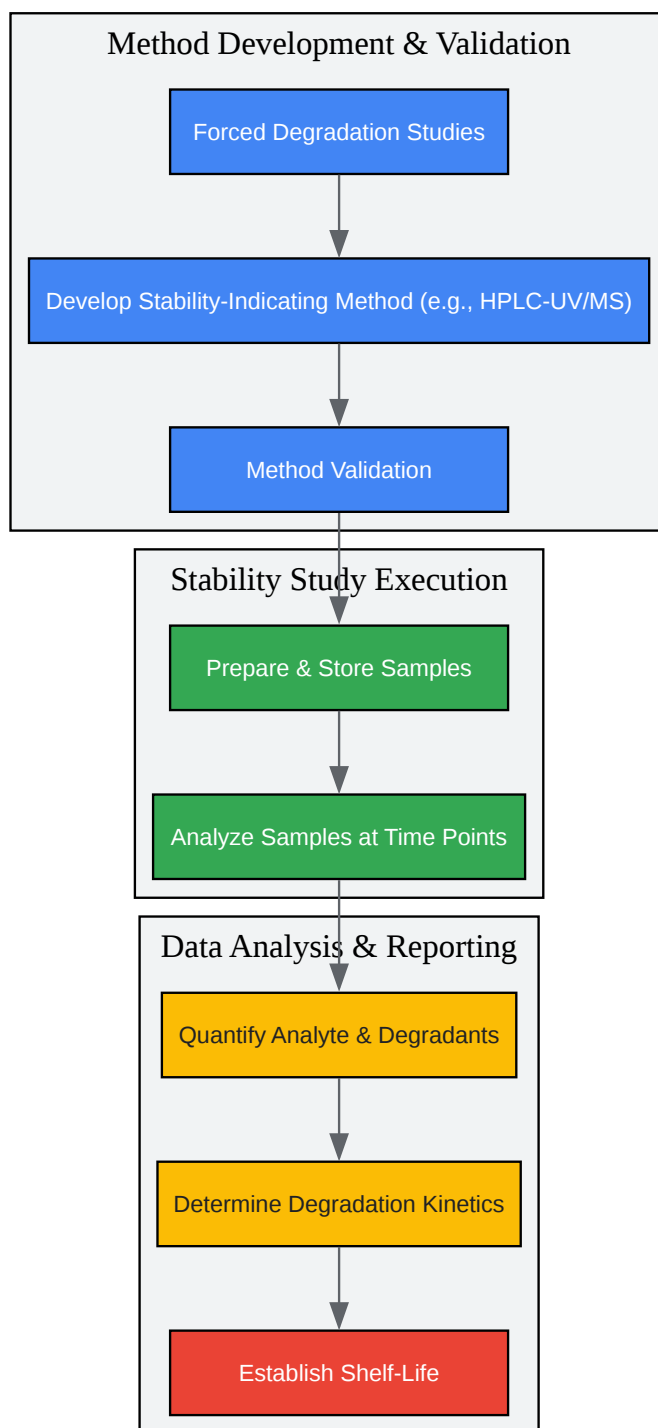 Method Development & Validation
Forced Degradation Studies
Develop Stability-Indicating Method (e.g., HPLC-UV/MS)
Method Validation
Stability Study Execution
Prepare & Store Samples
Analyze Samples at Time Points
Data Analysis & Reporting
Quantify Analyte & Degradants
Determine Degradation Kinetics
Establish Shelf-Life